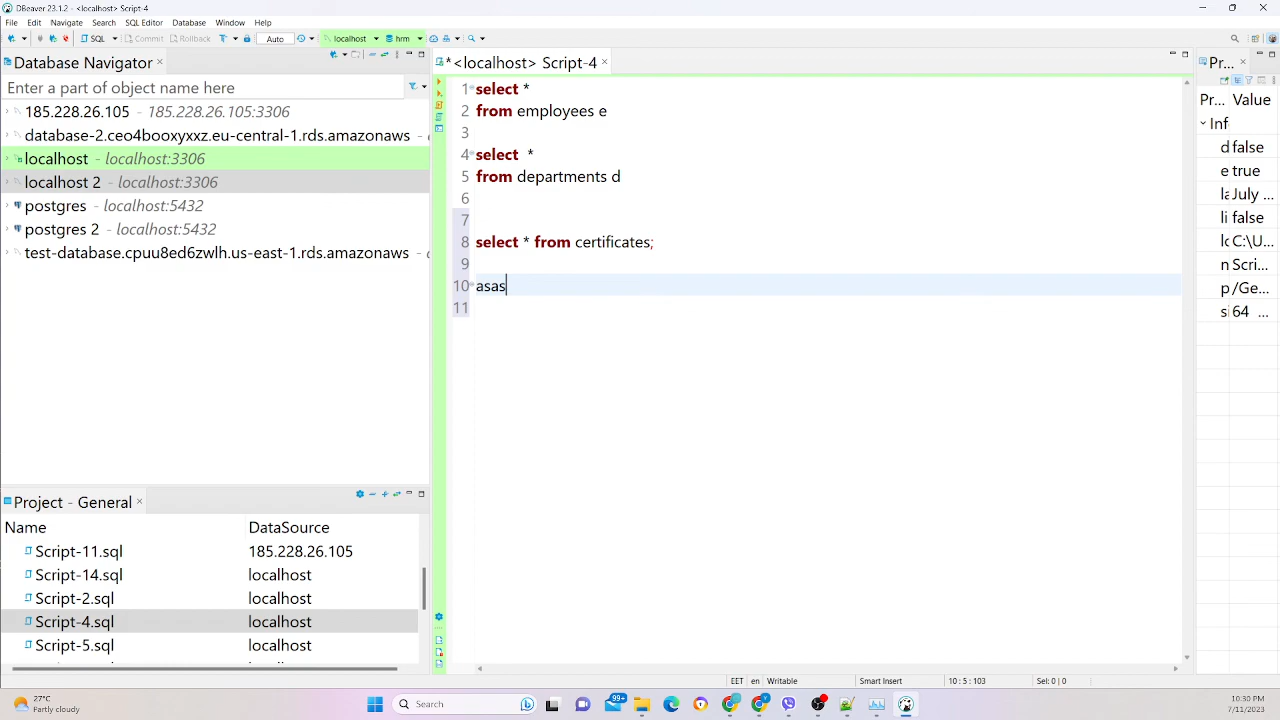 DBeaver 23.1.2 - <localhost> Script-4
File Edit Navigate Search SQL Editor Database Window Help
SQL Commit Rollback Auto localhost hrm
Database Navigator
*<localhost> Script-4
Pr...
Enter a part of object name here
185.228.26.105 - 185.228.26.105:3306
database-2.ceo4booxyxxz.eu-central-1.rds.amazonaws
localhost - localhost:3306
localhost 2 - localhost:3306
postgres - localhost:5432
postgres 2 - localhost:5432
test-database.cpuu8ed6zwlh.us-east-1.rds.amazonaws
1 select *
2 from employees e
3
4 select *
5 from departments d
6
7
8 select * from certificates;
9
10 asas
11
Pr... Value
Inf
d false
e true
la July ...
li false
lc C:\U...
n Scri...
p /Ge...
si 64 ...
Project - General
Name DataSource
Script-11.sql 185.228.26.105
Script-14.sql localhost
Script-2.sql localhost
Script-4.sql localhost
Script-5.sql localhost
EET en Writable Smart Insert 10 : 5 : 103 Sel: 0 | 0
27°C
Partly cloudy
Search
99+
10:30 PM
7/11/2023